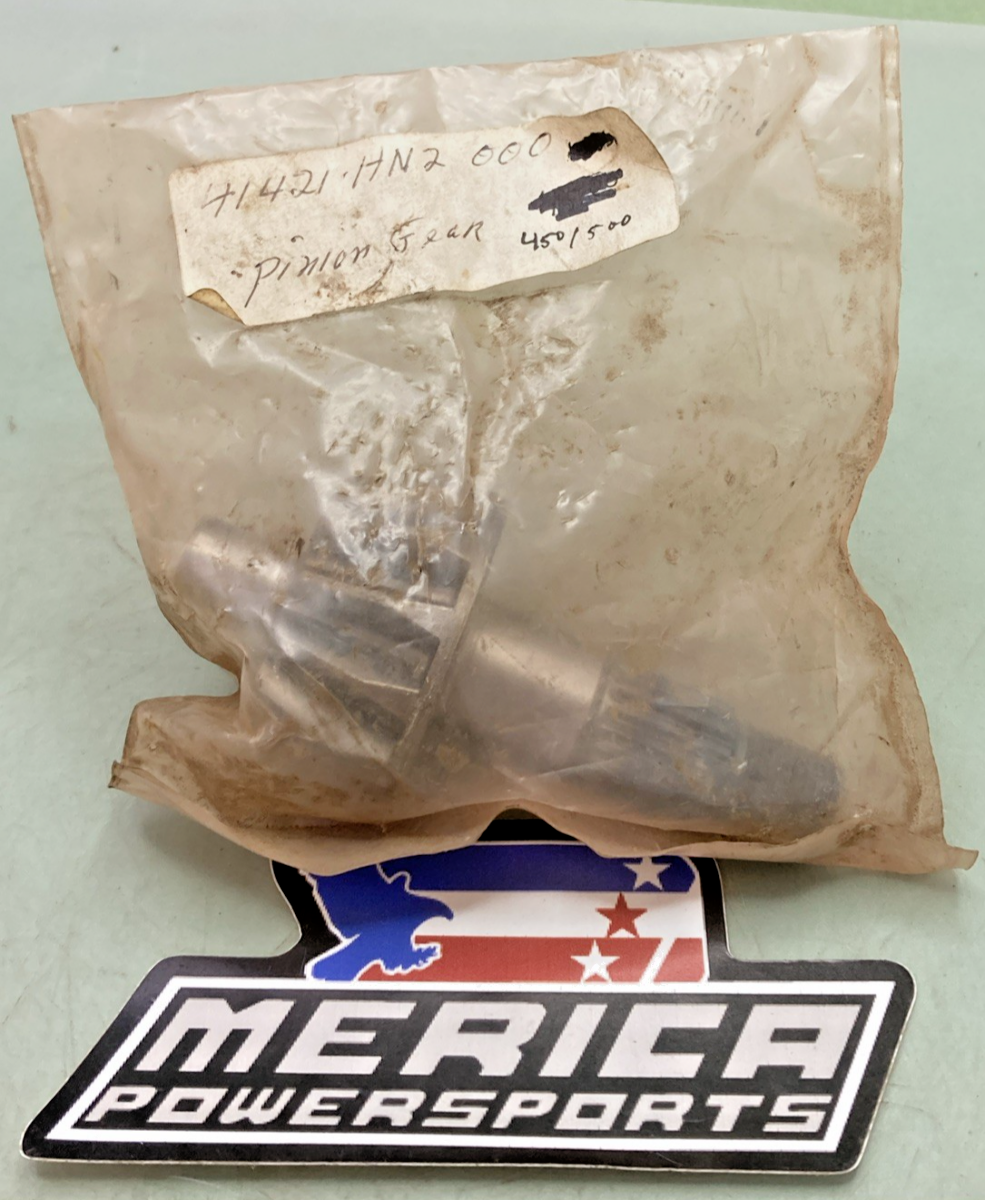 41421-HN2 000
pinion Gear
450/500
MERICA
POWERSPORTS